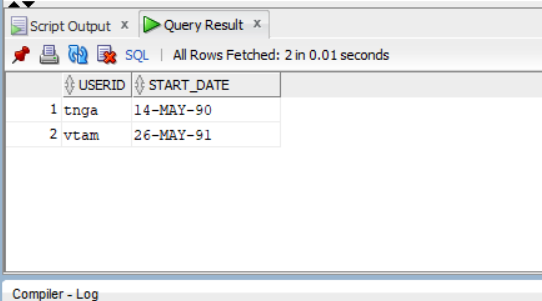 Script Output x Query Result x
SQL | All Rows Fetched: 2 in 0.01 seconds
USERID START_DATE
1 tnga 14-MAY-90
2 vtam 26-MAY-91
Compiler - Log